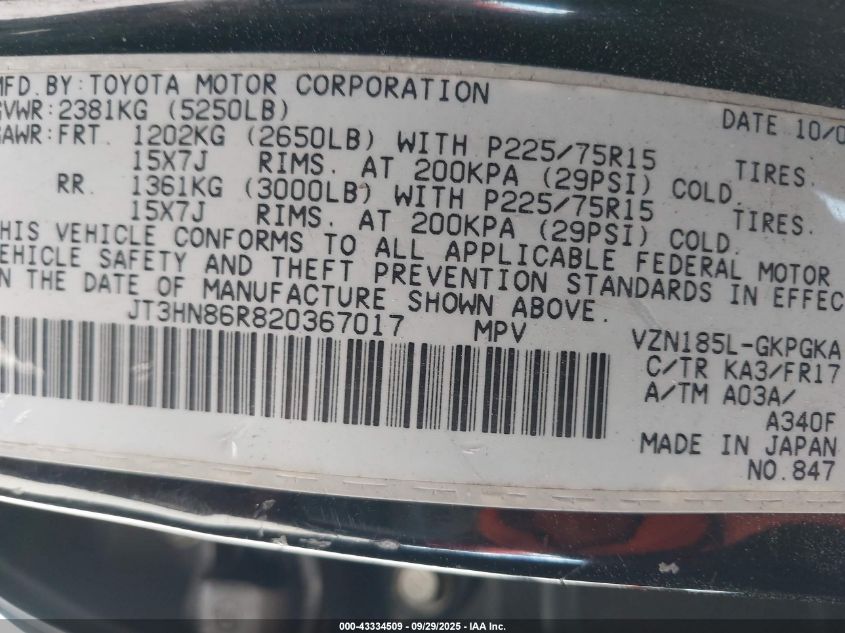 MFD. BY: TOYOTA MOTOR CORPORATION
GVWR: 2381KG (5250LB) DATE 10/0
GAWR: FRT. 1202KG (2650LB) WITH P225/75R15 TIRES.
15X7J RIMS. AT 200KPA (29PSI) COLD.
RR. 1361KG (3000LB) WITH P225/75R15 TIRES.
15X7J RIMS. AT 200KPA (29PSI) COLD.
THIS VEHICLE CONFORMS TO ALL APPLICABLE FEDERAL MOTOR
VEHICLE SAFETY AND THEFT PREVENTION STANDARDS IN EFFEC
ON THE DATE OF MANUFACTURE SHOWN ABOVE.
JT3HN86R820367017 MPV VZN185L-GKPGKA
C/TR KA3/FR17
A/TM A03A/
A340F
MADE IN JAPAN
NO. 847
000-43334509 09/29/2025 IAA Inc.